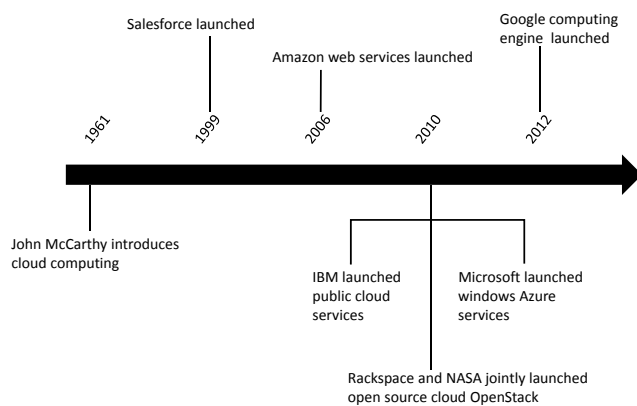 Salesforce launched
Amazon web services launched
Google computing
engine launched
1961
1999
2006
2010
2012
John McCarthy introduces
cloud computing
IBM launched
public cloud
services
Microsoft launched
windows Azure
services
Rackspace and NASA jointly launched
open source cloud OpenStack